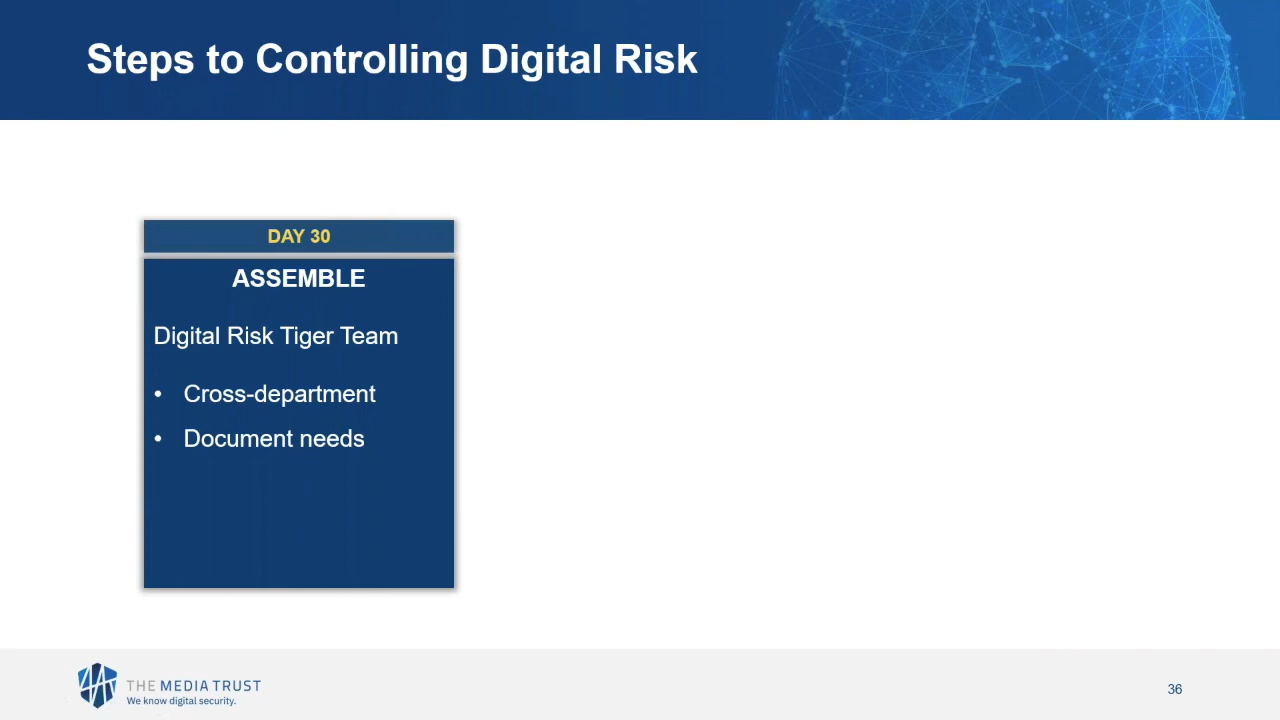 Steps to Controlling Digital Risk
DAY 30
ASSEMBLE
Digital Risk Tiger Team
• Cross-department
• Document needs
THE MEDIA TRUST
We know digital security.
36